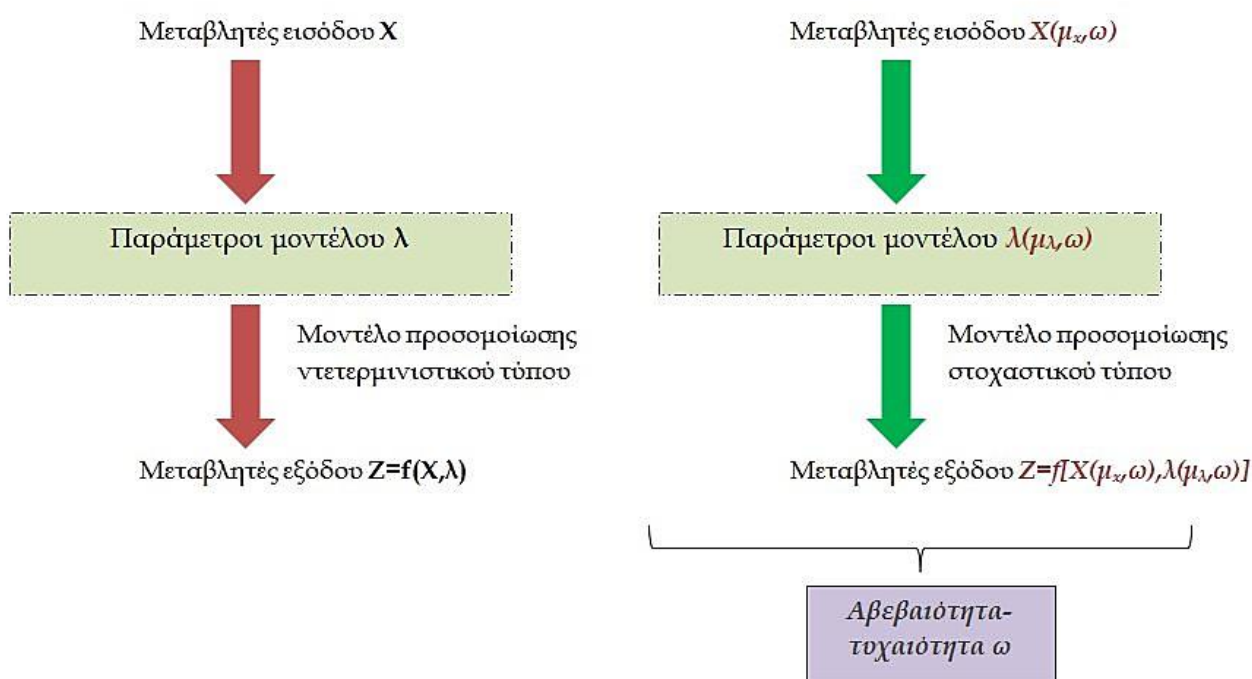 Μεταβλητές εισόδου X
Παράμετροι μοντέλου λ
Μοντέλο προσομοίωσης
ντετερμινιστικού τύπου
Μεταβλητές εξόδου Z=f(X,λ)
Μεταβλητές εισόδου X(μₓ,ω)
Παράμετροι μοντέλου λ(μλ,ω)
Μοντέλο προσομοίωσης
στοχαστικού τύπου
Μεταβλητές εξόδου Z=f[X(μₓ,ω),λ(μλ,ω)]
Αβεβαιότητα-
τυχαιότητα ω